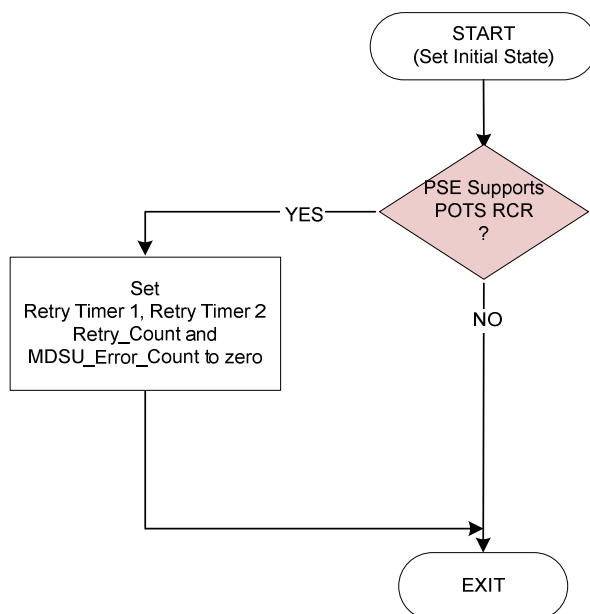 START
(Set Initial State)
PSE Supports
POTS RCR
?
YES
Set
Retry Timer 1, Retry Timer 2
Retry_Count and
MDSU_Error_Count to zero
NO
EXIT